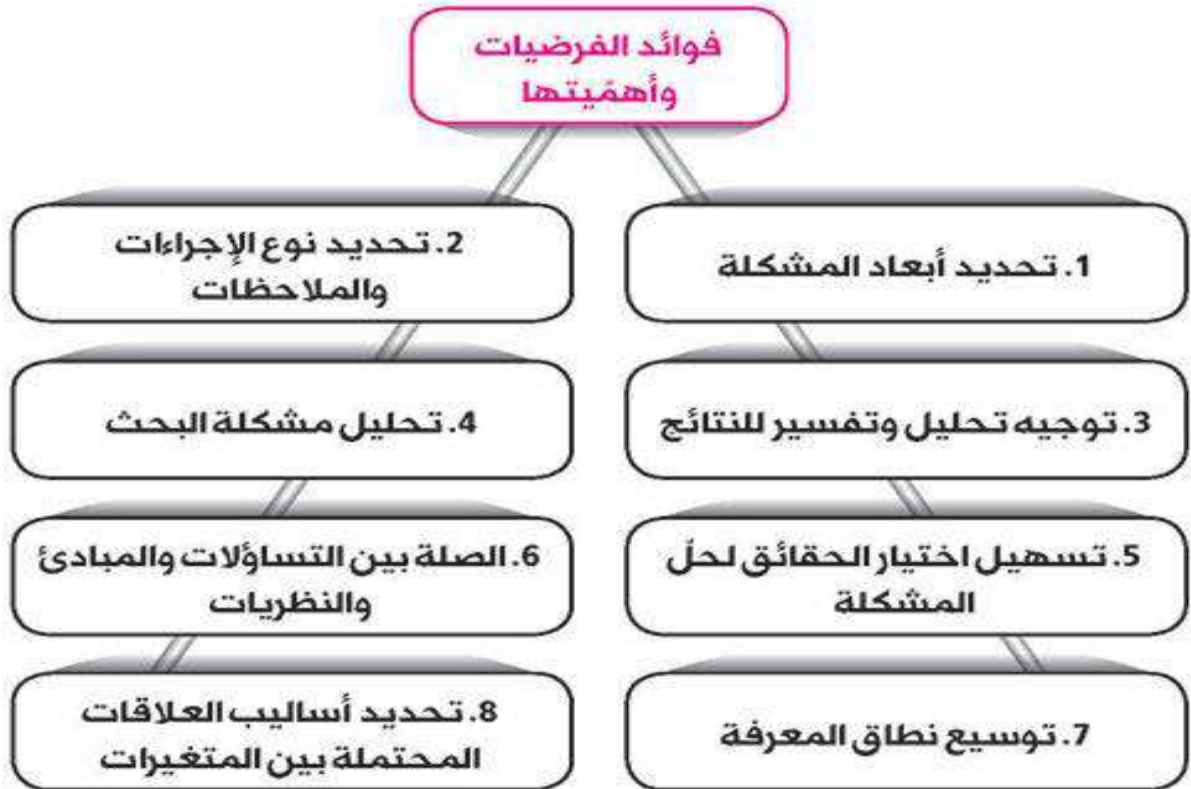 فوائد الفرضيات
وأهمّيتها
1. تحديد أبعاد المشكلة
2. تحديد نوع الإجراءات
والملاحظات
3. توجيه تحليل وتفسير للنتائج
4. تحليل مشكلة البحث
5. تسهيل اختيار الحقائق لحلّ
المشكلة
6. الصلة بين التساؤلات والمبادئ
والنظريات
7. توسيع نطاق المعرفة
8. تحديد أساليب العلاقات
المحتملة بين المتغيرات